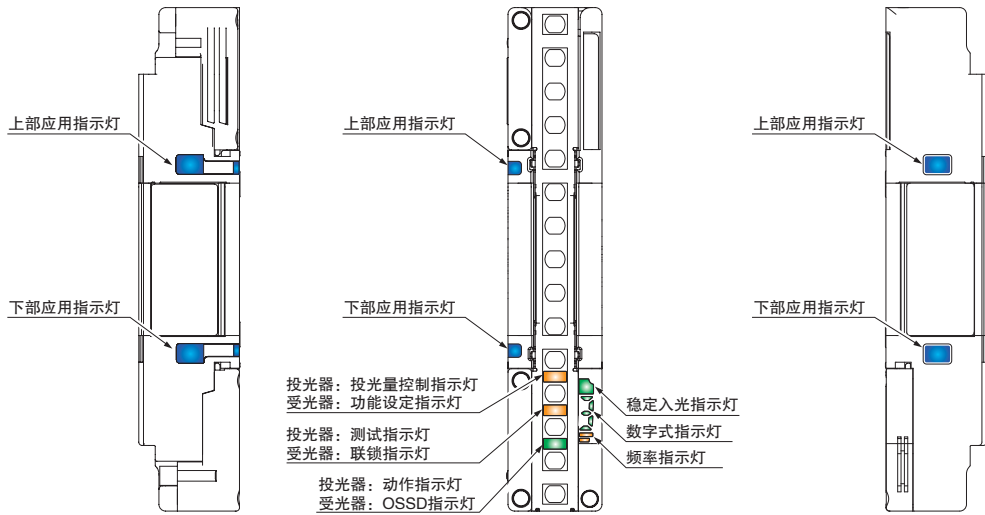 上部应用指示灯
下部应用指示灯
上部应用指示灯
下部应用指示灯
投光器：投光量控制指示灯
受光器：功能设定指示灯
投光器：测试指示灯
受光器：联锁指示灯
投光器：动作指示灯
受光器：OSSD指示灯
稳定入光指示灯
数字式指示灯
频率指示灯
上部应用指示灯
下部应用指示灯